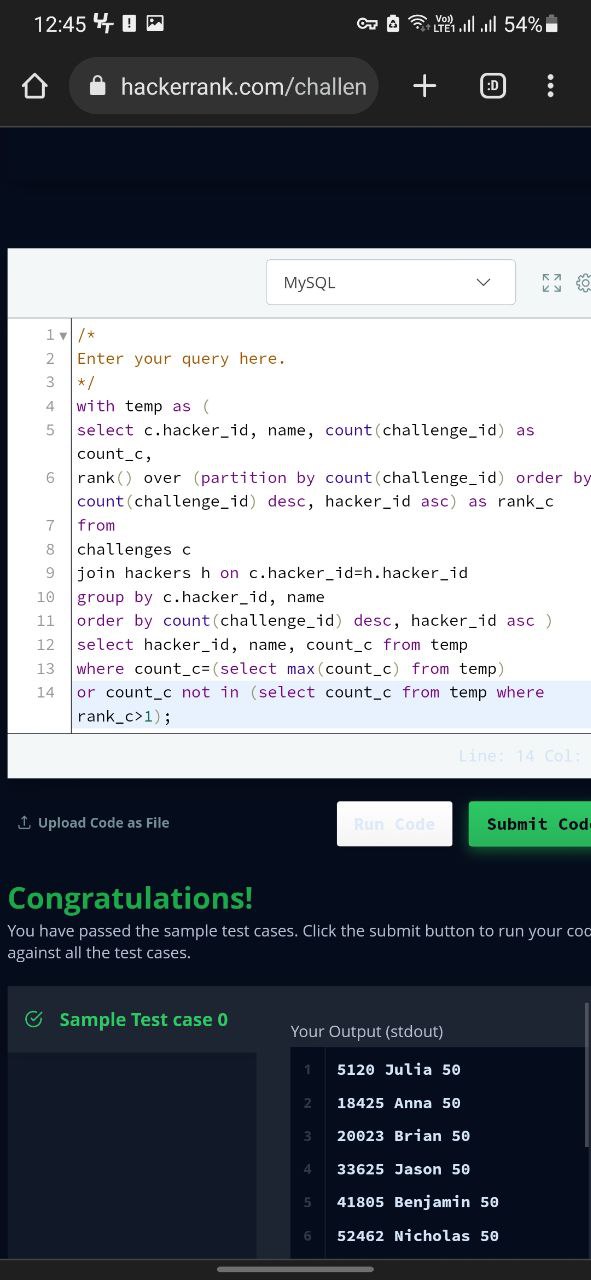 12:45
Vo))
LTE1
54%
hackerrank.com/challen
:D
MySQL
1 /*
2 Enter your query here.
3 */
4 with temp as (
5 select c.hacker_id, name, count(challenge_id) as
count_c,
6 rank() over (partition by count(challenge_id) order by
count(challenge_id) desc, hacker_id asc) as rank_c
7 from
8 challenges c
9 join hackers h on c.hacker_id=h.hacker_id
10 group by c.hacker_id, name
11 order by count(challenge_id) desc, hacker_id asc )
12 select hacker_id, name, count_c from temp
13 where count_c=(select max(count_c) from temp)
14 or count_c not in (select count_c from temp where
rank_c>1);
Line: 14 Col:
Upload Code as File
Run Code
Submit Cod
Congratulations!
You have passed the sample test cases. Click the submit button to run your co
against all the test cases.
Sample Test case 0
Your Output (stdout)
1 5120 Julia 50
2 18425 Anna 50
3 20023 Brian 50
4 33625 Jason 50
5 41805 Benjamin 50
6 52462 Nicholas 50